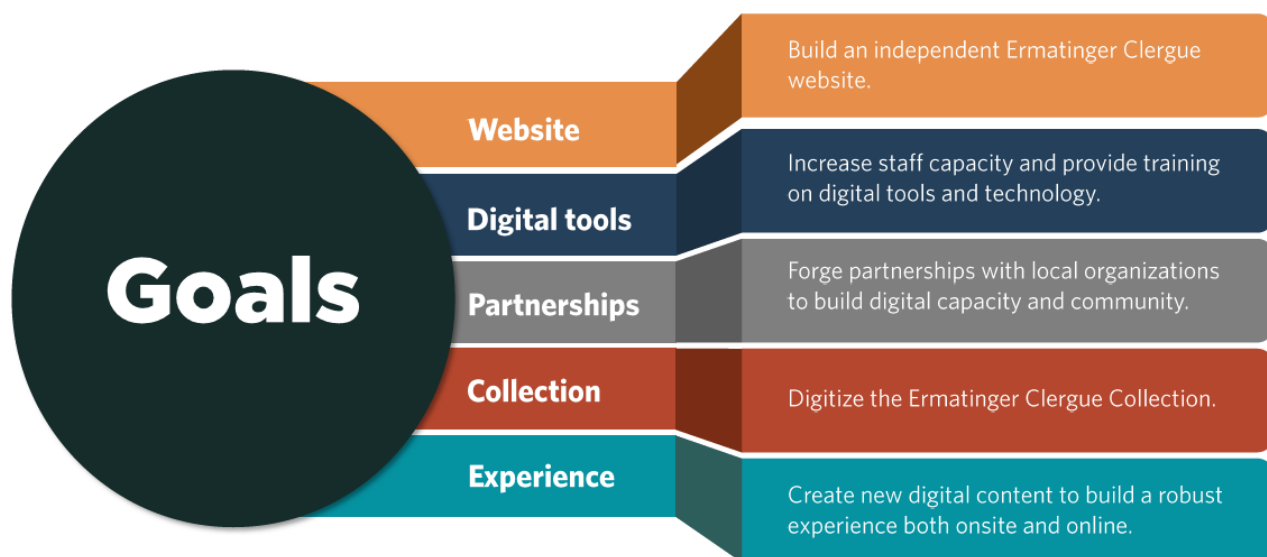 Goals
Website
Build an independent Ermatinger Clergue
website.
Digital tools
Increase staff capacity and provide training
on digital tools and technology.
Partnerships
Forge partnerships with local organizations
to build digital capacity and community.
Collection
Digitize the Ermatinger Clergue Collection.
Experience
Create new digital content to build a robust
experience both onsite and online.